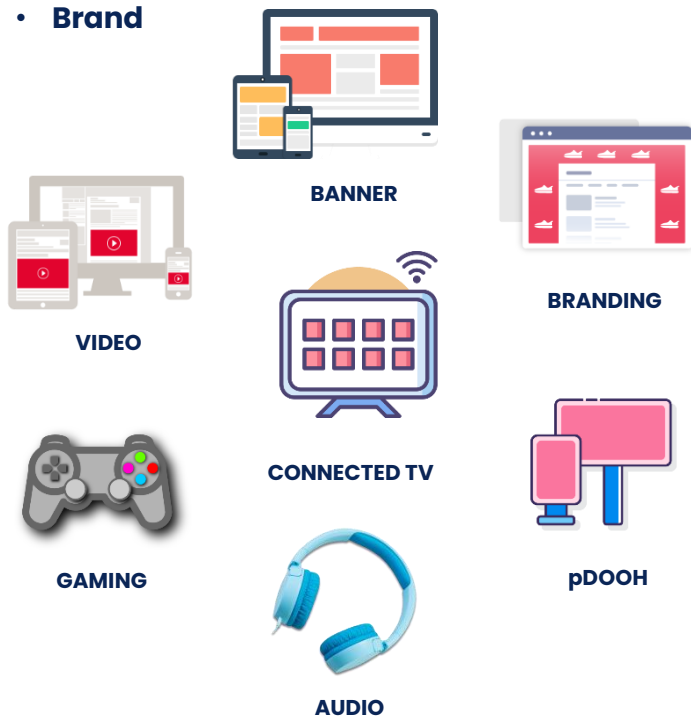 • Brand
BANNER
VIDEO
BRANDING
CONNECTED TV
GAMING
pDOOH
AUDIO